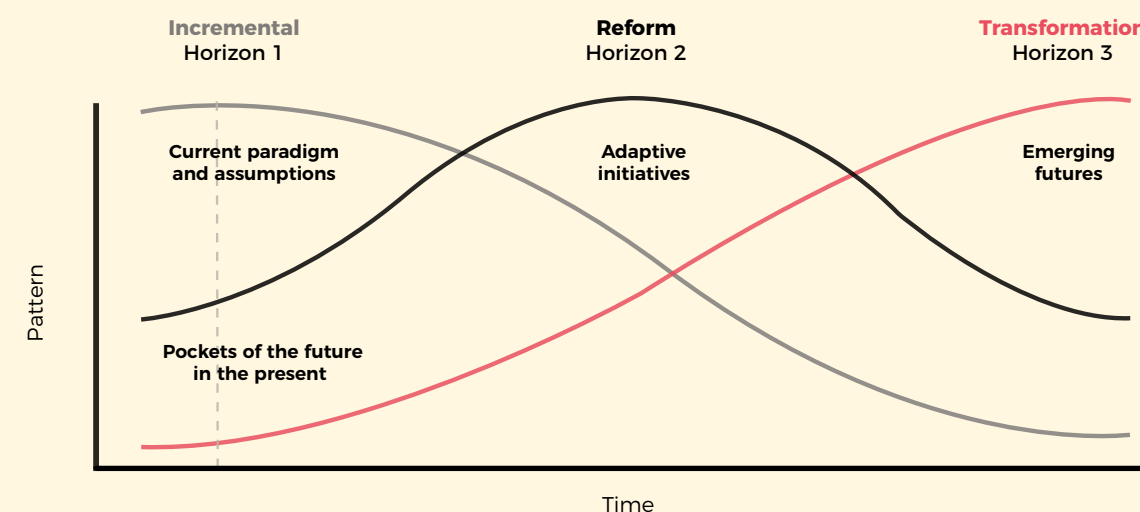 Incremental
Horizon 1
Reform
Horizon 2
Transformation
Horizon 3
Current paradigm
and assumptions
Adaptive
initiatives
Emerging
futures
Pattern
Pockets of the future
in the present
Time